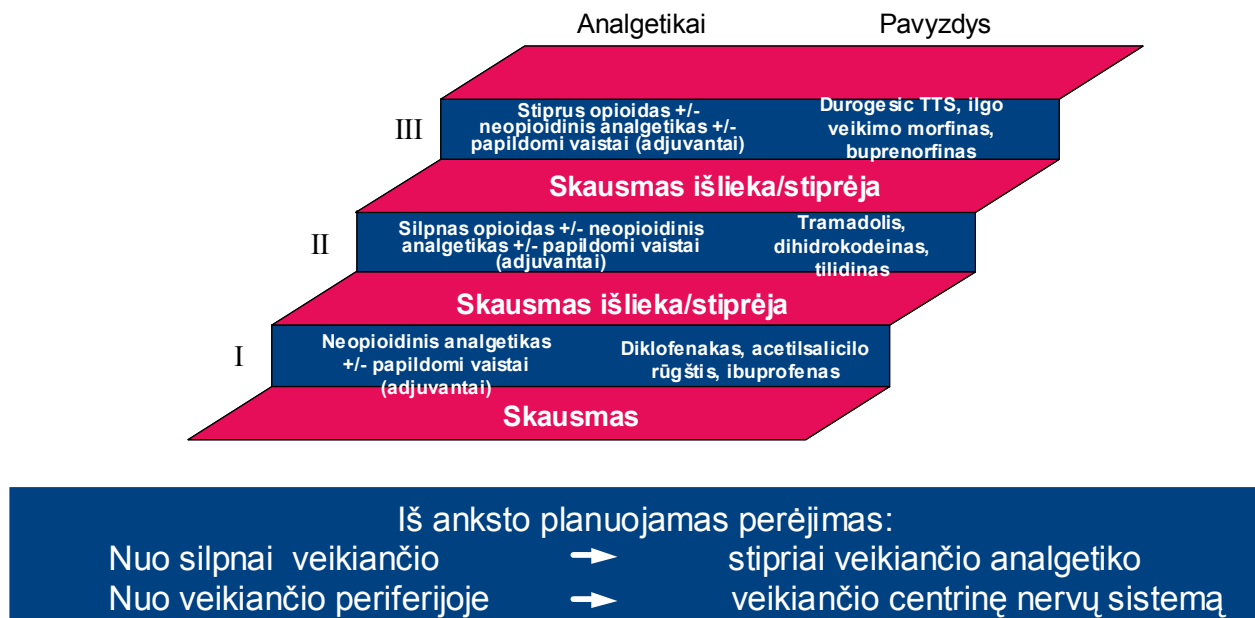 Analgetikai Pavyzdys
III
Stiprus opioidas +/-
neopioidinis analgetikas +/-
papildomi vaistai (adjuvantai)
Durogesic TTS, ilgo
veikimo morfinas,
buprenorfinas
Skausmas išlieka/stiprėja
II
Silpnas opioidas +/- neopioidinis
analgetikas +/- papildomi vaistai
(adjuvantai)
Tramadolis,
dihidrokodeinas,
tilidinas
Skausmas išlieka/stiprėja
I
Neopioidinis analgetikas
+/- papildomi vaistai
(adjuvantai)
Diklofenakas, acetilsalicilo
rūgštis, ibuprofenas
Skausmas
Iš anksto planuojamas perėjimas:
Nuo silpnai veikiančio → stipriai veikiančio analgetiko
Nuo veikiančio periferijoje → veikiančio centrinę nervų sistemą